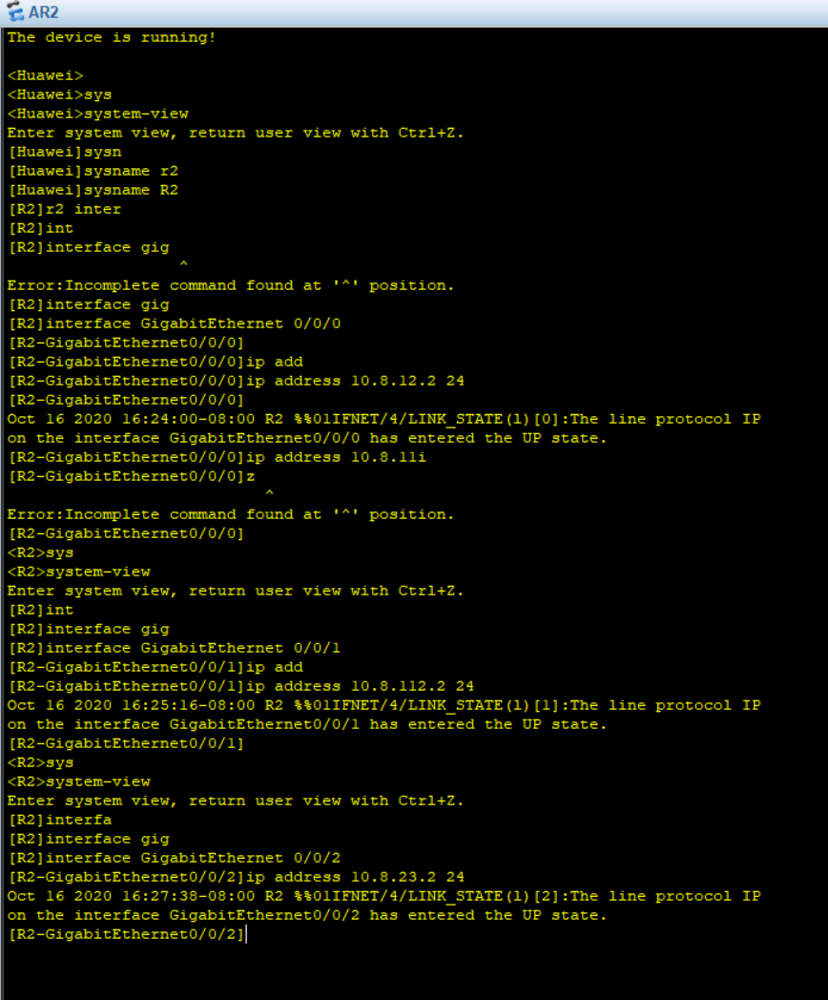 AR2
The device is running!
<Huawei>
<Huawei>sys
<Huawei>system-view
Enter system view, return user view with Ctrl+Z.
[Huawei]sysn
[Huawei]sysname r2
[Huawei]sysname R2
[R2]r2 inter
[R2]int
[R2]interface gig
^
Error:Incomplete command found at '^' position.
[R2]interface gig
[R2]interface GigabitEthernet 0/0/0
[R2-GigabitEthernet0/0/0]
[R2-GigabitEthernet0/0/0]ip add
[R2-GigabitEthernet0/0/0]ip address 10.8.12.2 24
[R2-GigabitEthernet0/0/0]
Oct 16 2020 16:24:00-08:00 R2 %%01IFNET/4/LINK_STATE(l)[0]:The line protocol IP
on the interface GigabitEthernet0/0/0 has entered the UP state.
[R2-GigabitEthernet0/0/0]ip address 10.8.11i
[R2-GigabitEthernet0/0/0]z
^
Error:Incomplete command found at '^' position.
[R2-GigabitEthernet0/0/0]
<R2>sys
<R2>system-view
Enter system view, return user view with Ctrl+Z.
[R2]int
[R2]interface gig
[R2]interface GigabitEthernet 0/0/1
[R2-GigabitEthernet0/0/1]ip add
[R2-GigabitEthernet0/0/1]ip address 10.8.112.2 24
Oct 16 2020 16:25:16-08:00 R2 %%01IFNET/4/LINK_STATE(l)[1]:The line protocol IP
on the interface GigabitEthernet0/0/1 has entered the UP state.
[R2-GigabitEthernet0/0/1]
<R2>sys
<R2>system-view
Enter system view, return user view with Ctrl+Z.
[R2]interfa
[R2]interface gig
[R2]interface GigabitEthernet 0/0/2
[R2-GigabitEthernet0/0/2]ip address 10.8.23.2 24
Oct 16 2020 16:27:38-08:00 R2 %%01IFNET/4/LINK_STATE(l)[2]:The line protocol IP
on the interface GigabitEthernet0/0/2 has entered the UP state.
[R2-GigabitEthernet0/0/2]